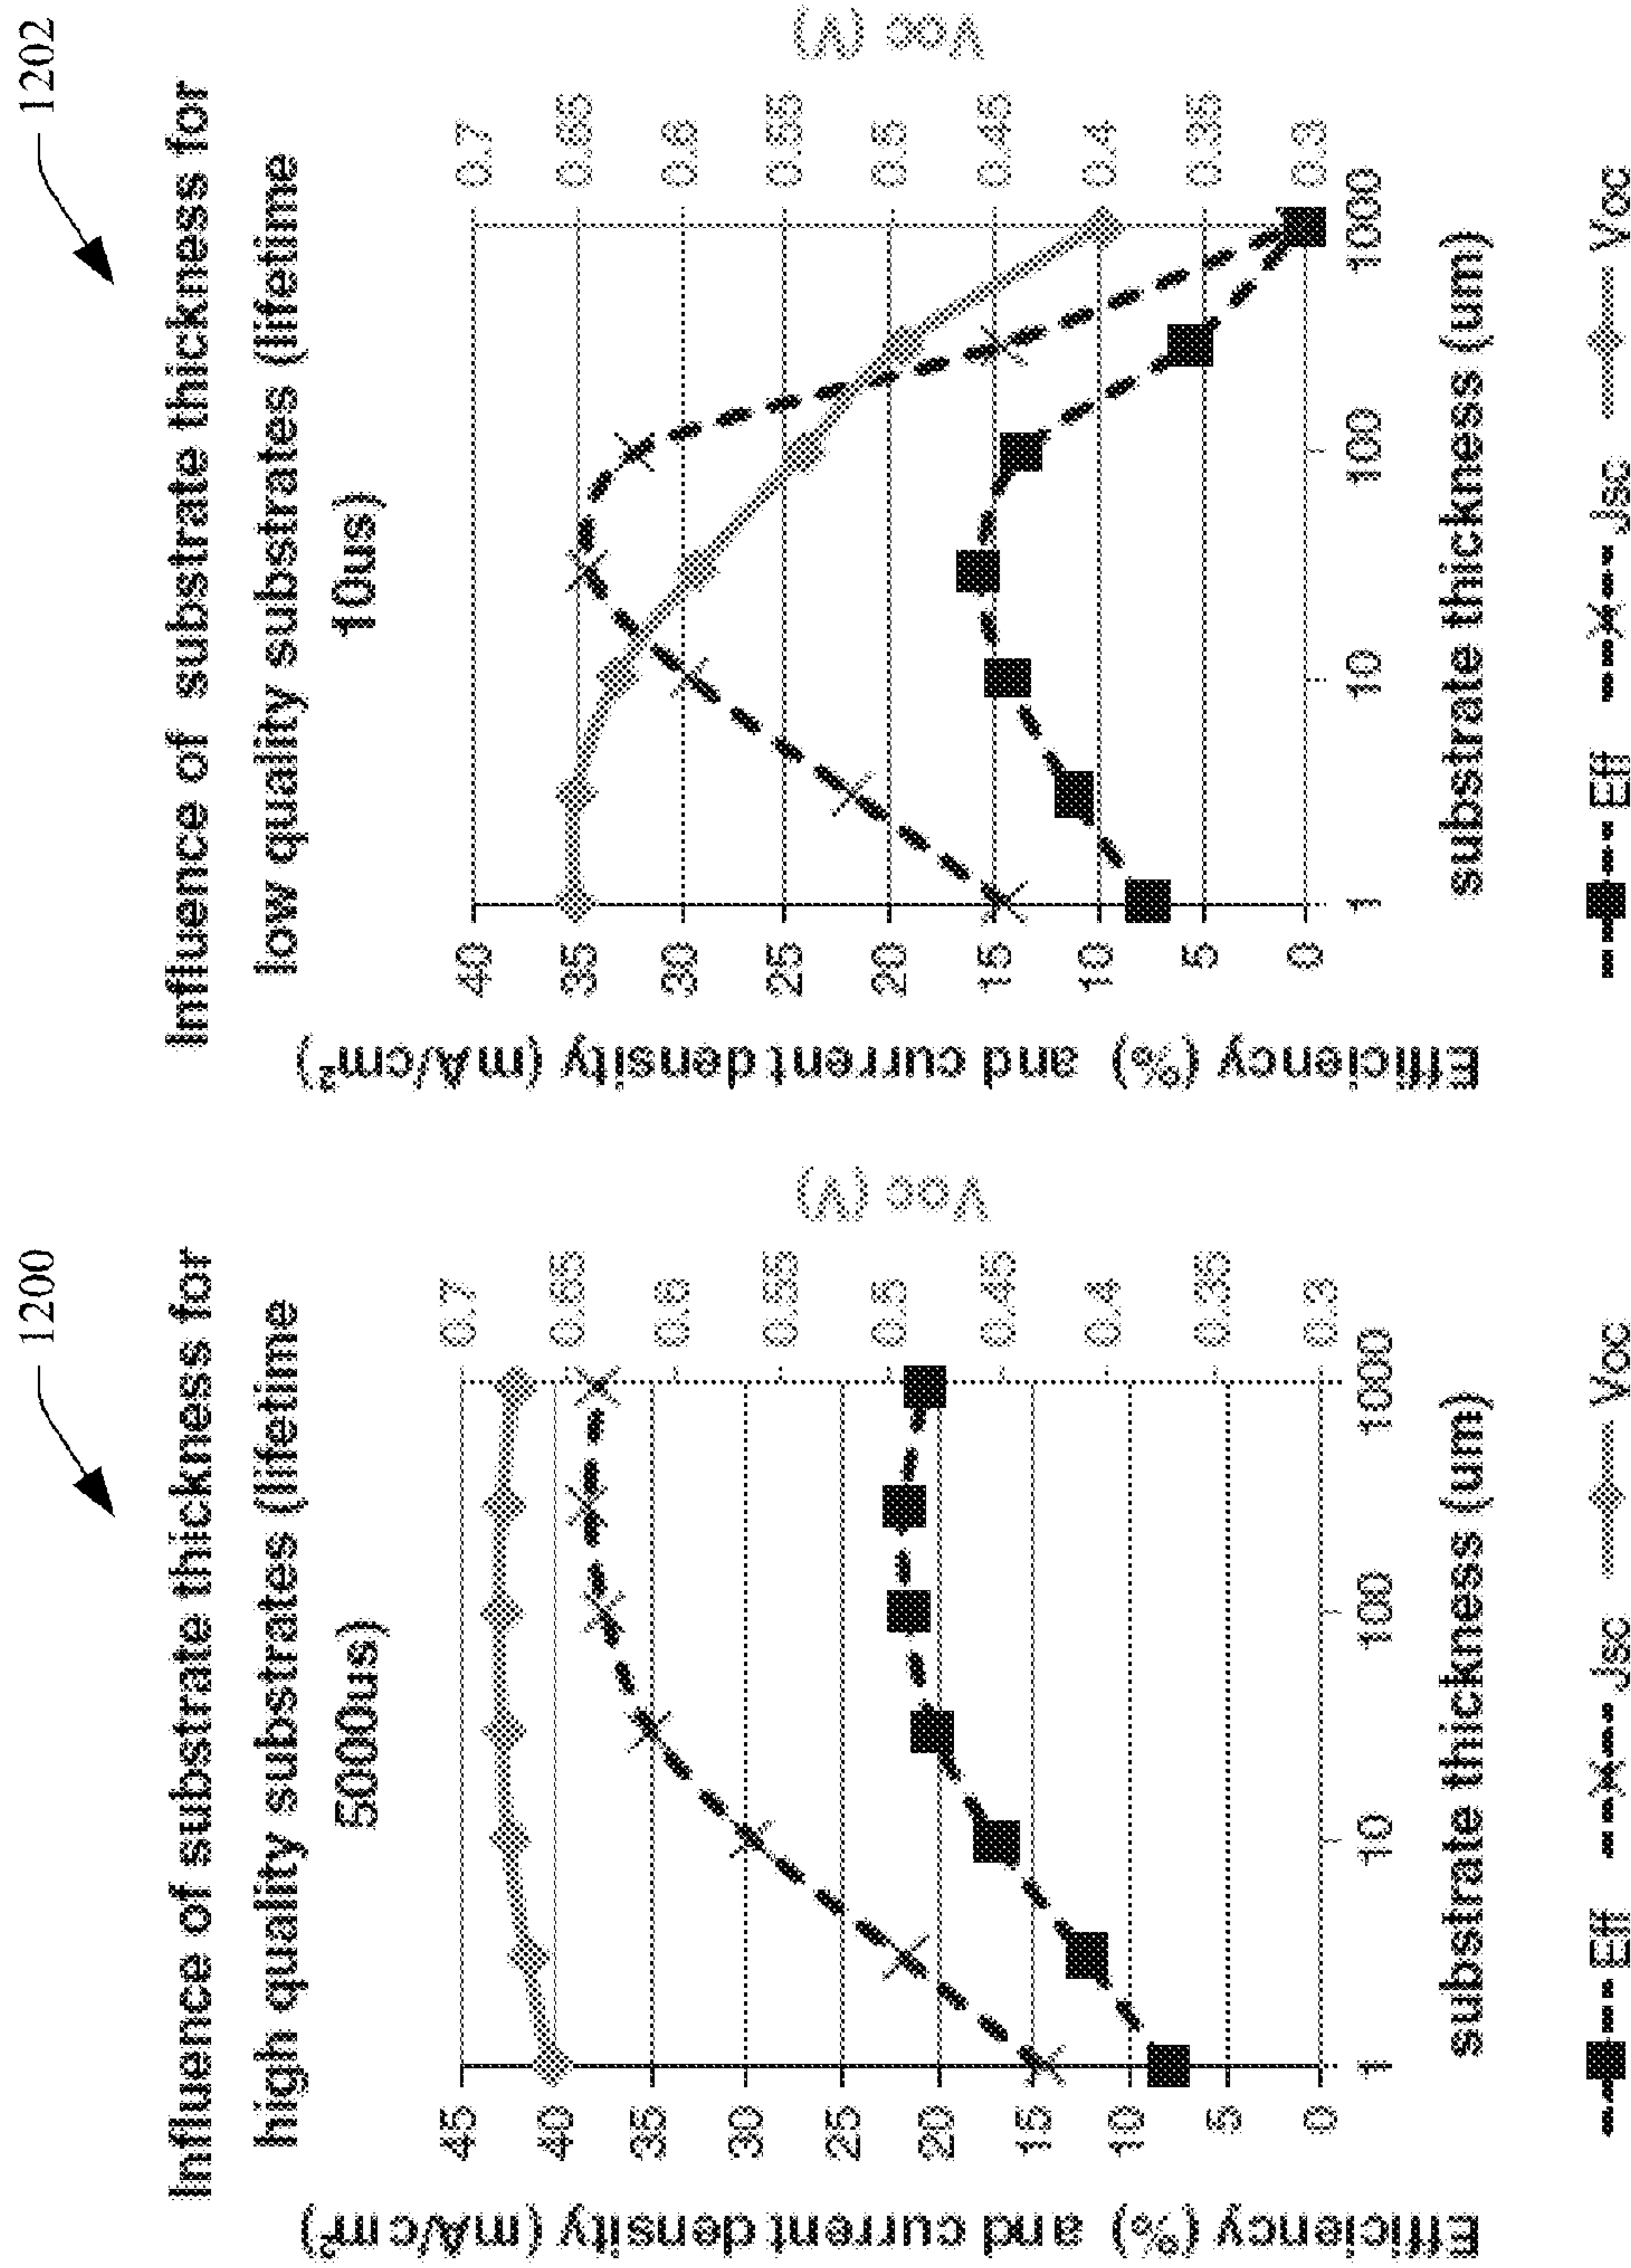 1200
Influence of substrate thickness for
high quality substrates (lifetime
5000us)
Efficiency (%) and current density (mA/cm²)
45
40
35
30
25
20
15
10
5
0
0.7
0.65
0.6
0.55
0.5
0.45
0.4
0.35
0.3
Voc (V)
1 10 100 1000
substrate thickness (um)
Eff Jsc Voc
1202
Influence of substrate thickness for
low quality substrates (lifetime
10us)
Efficiency (%) and current density (mA/cm²)
40
35
30
25
20
15
10
5
0
0.7
0.65
0.6
0.55
0.5
0.45
0.4
0.35
0.3
Voc (V)
1 10 100 1000
substrate thickness (um)
Eff Jsc Voc